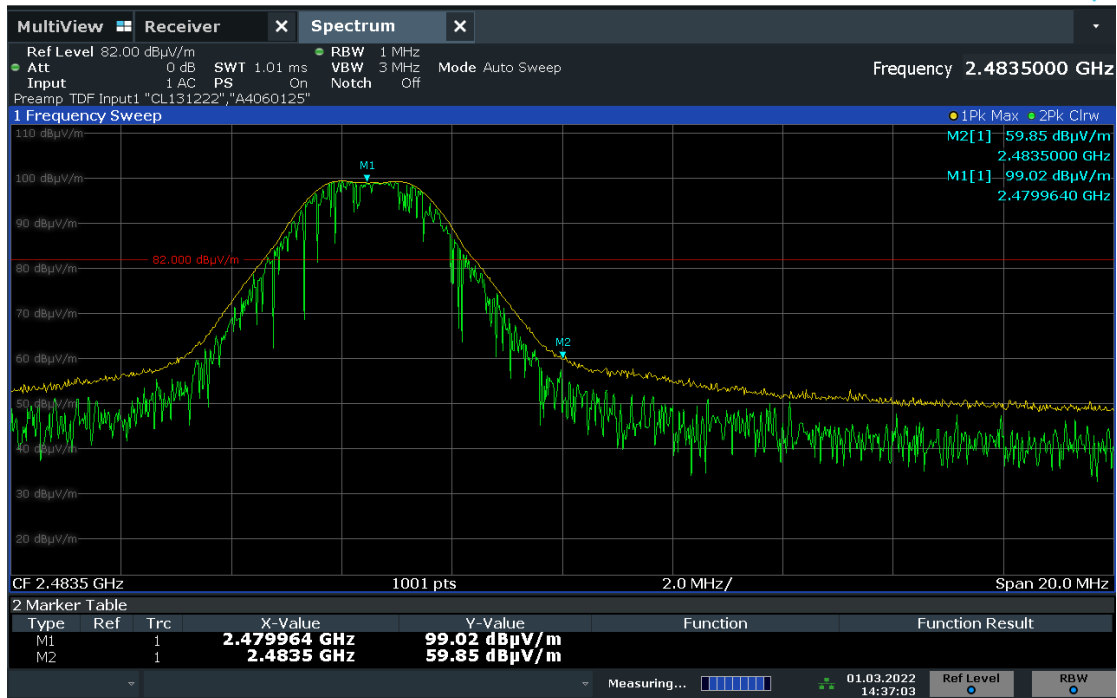 MultiView Receiver X Spectrum X
Ref Level 82.00 dBµV/m RBW 1 MHz
Att 0 dB SWT 1.01 ms VBW 3 MHz Mode Auto Sweep Frequency 2.4835000 GHz
Input 1 AC PS On Notch Off
Preamp TDF Input1 "CL131222","A4060125"
1 Frequency Sweep 1Pk Max 2Pk Clrw
110 dBµV/m M2[1] 59.85 dBµV/m
2.4835000 GHz
M1
100 dBµV/m M1[1] 99.02 dBµV/m
2.4799640 GHz
90 dBµV/m
82.000 dBµV/m
80 dBµV/m
70 dBµV/m
M2
60 dBµV/m
50 dBµV/m
40 dBµV/m
30 dBµV/m
20 dBµV/m
CF 2.4835 GHz 1001 pts 2.0 MHz/ Span 20.0 MHz
2 Marker Table
Type Ref Trc X-Value Y-Value Function Function Result
M1 1 2.479964 GHz 99.02 dBµV/m
M2 1 2.4835 GHz 59.85 dBµV/m
Measuring... 01.03.2022 Ref Level RBW
14:37:03